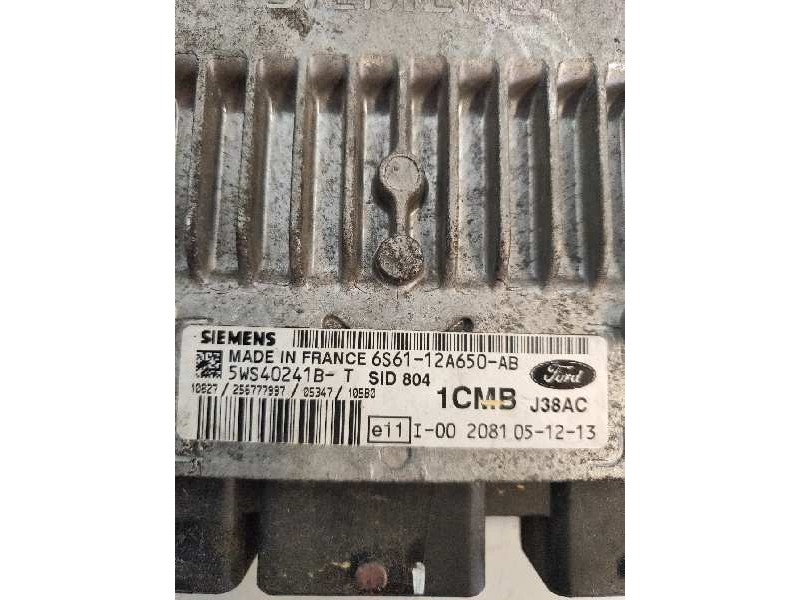 SIEMENS
MADE IN FRANCE 6S61-12A650-AB
5WS40241B- T SID 804
Ford
10827 / 256777997 / 05347 / 105B0
1CMB J38AC
e11 I-00 2081 05-12-13